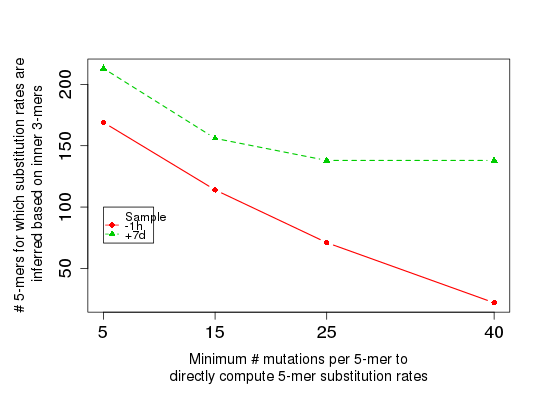 # 5-mers for which substitution rates are
inferred based on inner 3-mers
200
150
100
50
Sample
-1h
+7d
5 15 25 40
Minimum # mutations per 5-mer to
directly compute 5-mer substitution rates